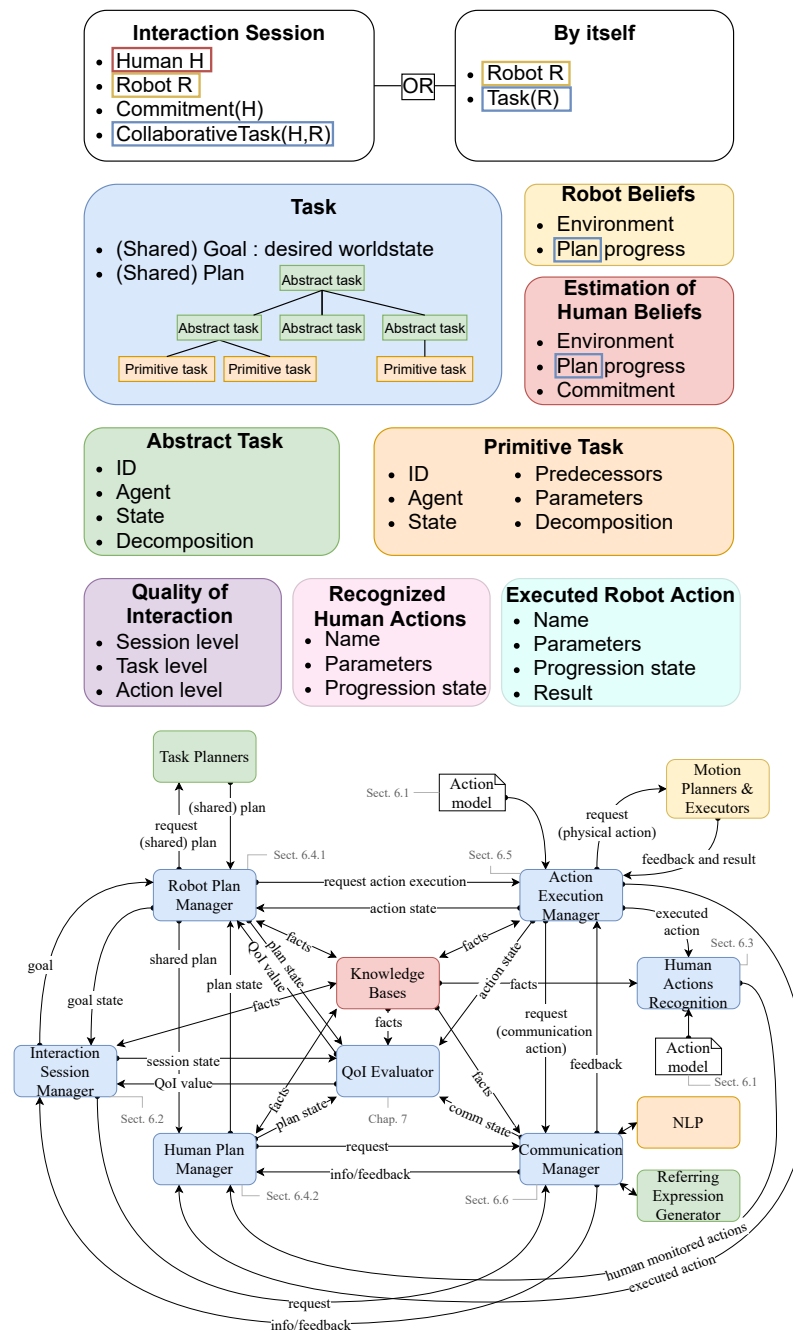 Interaction Session
• Human H
• Robot R
• Commitment(H)
• CollaborativeTask(H,R)
OR
By itself
• Robot R
• Task(R)
Task
• (Shared) Goal : desired worldstate
• (Shared) Plan
Abstract task
Abstract task
Abstract task
Abstract task
Primitive task
Primitive task
Primitive task
Robot Beliefs
• Environment
• Plan progress
Estimation of
Human Beliefs
• Environment
• Plan progress
• Commitment
Abstract Task
• ID
• Agent
• State
• Decomposition
Primitive Task
• ID
• Agent
• State
• Predecessors
• Parameters
• Decomposition
Quality of
Interaction
• Session level
• Task level
• Action level
Recognized
Human Actions
• Name
• Parameters
• Progression state
Executed Robot Action
• Name
• Parameters
• Progression state
• Result
Task Planners
Sect. 6.1
Action
model
Motion
Planners &
Executors
(shared) plan
request
(shared) plan
request
(physical action)
feedback and result
Sect. 6.4.1
Sect. 6.5
Robot Plan
Manager
request action execution
action state
Action
Execution
Manager
executed
action
Sect. 6.3
goal
goal state
shared plan
plan state
facts
plan state
QoI value
facts
action state
Knowledge
Bases
facts
facts
facts
Human
Actions
Recognition
request
(communication
action)
feedback
Action
model
Sect. 6.1
Interaction
Session
Manager
session state
QoI value
QoI Evaluator
Sect. 6.2
Chap. 7
facts
plan state
facts
comm state
Human Plan
Manager
request
info/feedback
Communication
Manager
NLP
Sect. 6.4.2
Sect. 6.6
Referring
Expression
Generator
human monitored actions
executed action
request
info/feedback